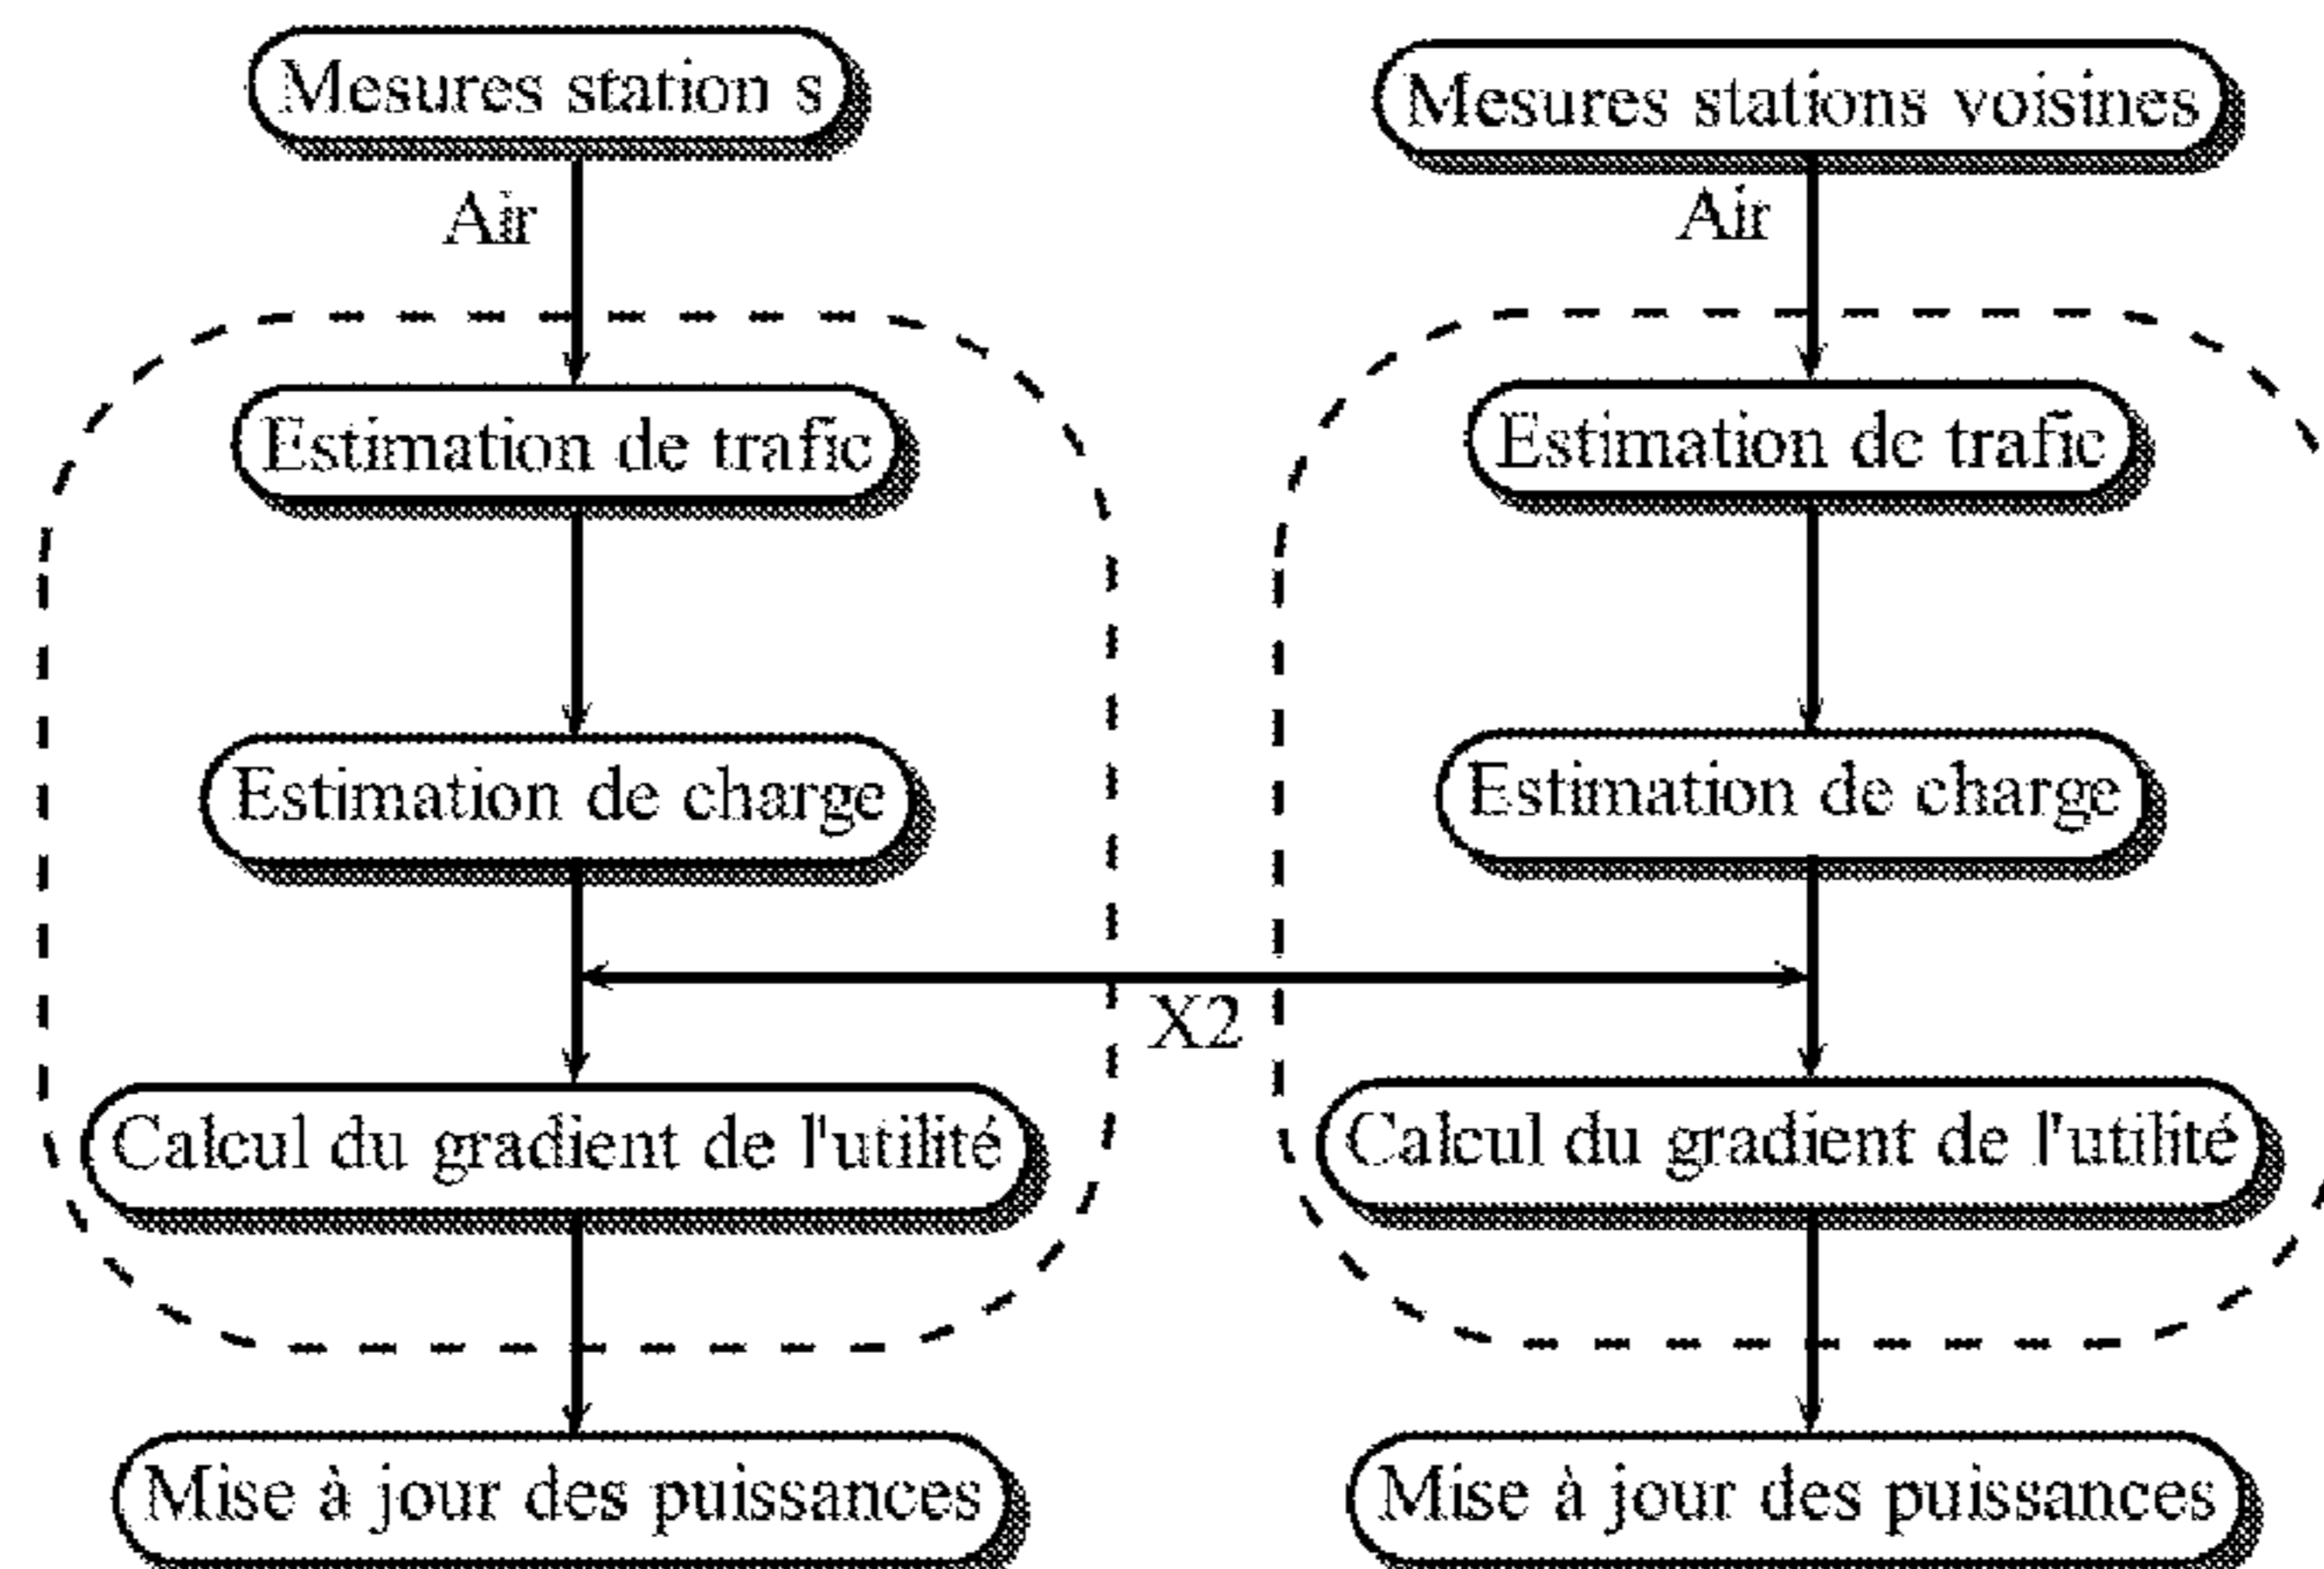 Mesures station s
Mesures stations voisines
Air
Air
Estimation de trafic
Estimation de trafic
Estimation de charge
Estimation de charge
X2
Calcul du gradient de l'utilité
Calcul du gradient de l'utilité
Mise à jour des puissances
Mise à jour des puissances